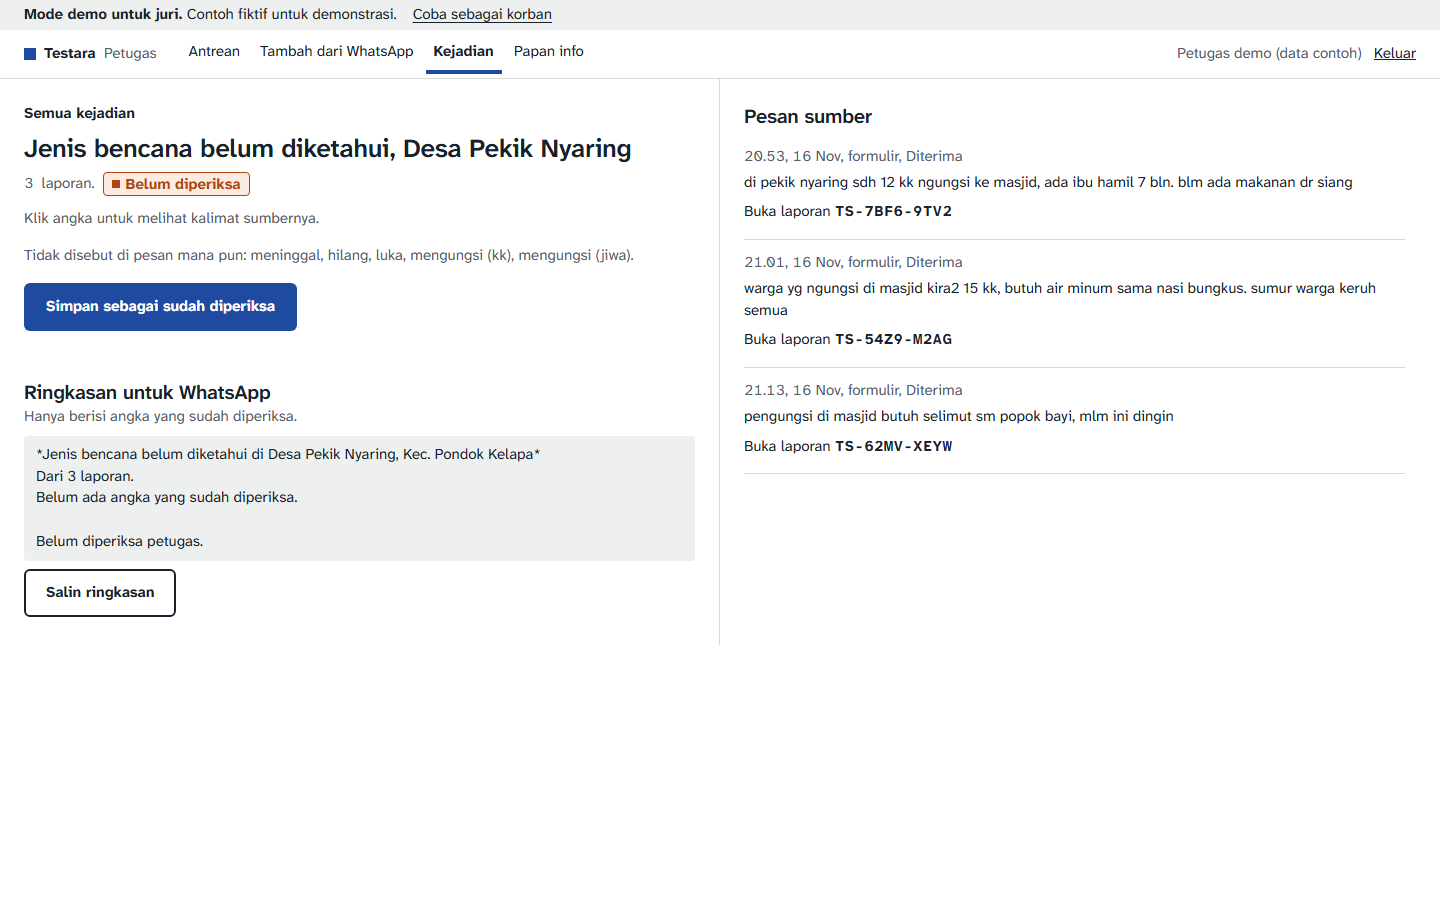 Mode demo untuk juri. Contoh fiktif untuk demonstrasi. Coba sebagai korban
Testara Petugas Antrean Tambah dari WhatsApp Kejadian Papan info Petugas demo (data contoh) Keluar
Semua kejadian
Jenis bencana belum diketahui, Desa Pekik Nyaring
3 laporan. Belum diperiksa
Klik angka untuk melihat kalimat sumbernya.
Tidak disebut di pesan mana pun: meninggal, hilang, luka, mengungsi (kk), mengungsi (jiwa).
Simpan sebagai sudah diperiksa
Ringkasan untuk WhatsApp
Hanya berisi angka yang sudah diperiksa.
*Jenis bencana belum diketahui di Desa Pekik Nyaring, Kec. Pondok Kelapa*
Dari 3 laporan.
Belum ada angka yang sudah diperiksa.
Belum diperiksa petugas.
Salin ringkasan
Pesan sumber
20.53, 16 Nov, formulir, Diterima
di pekik nyaring sdh 12 kk ngungsi ke masjid, ada ibu hamil 7 bln. blm ada makanan dr siang
Buka laporan TS-7BF6-9TV2
21.01, 16 Nov, formulir, Diterima
warga yg ngungsi di masjid kira2 15 kk, butuh air minum sama nasi bungkus. sumur warga keruh
semua
Buka laporan TS-54Z9-M2AG
21.13, 16 Nov, formulir, Diterima
pengungsi di masjid butuh selimut sm popok bayi, mlm ini dingin
Buka laporan TS-62MV-XEYW